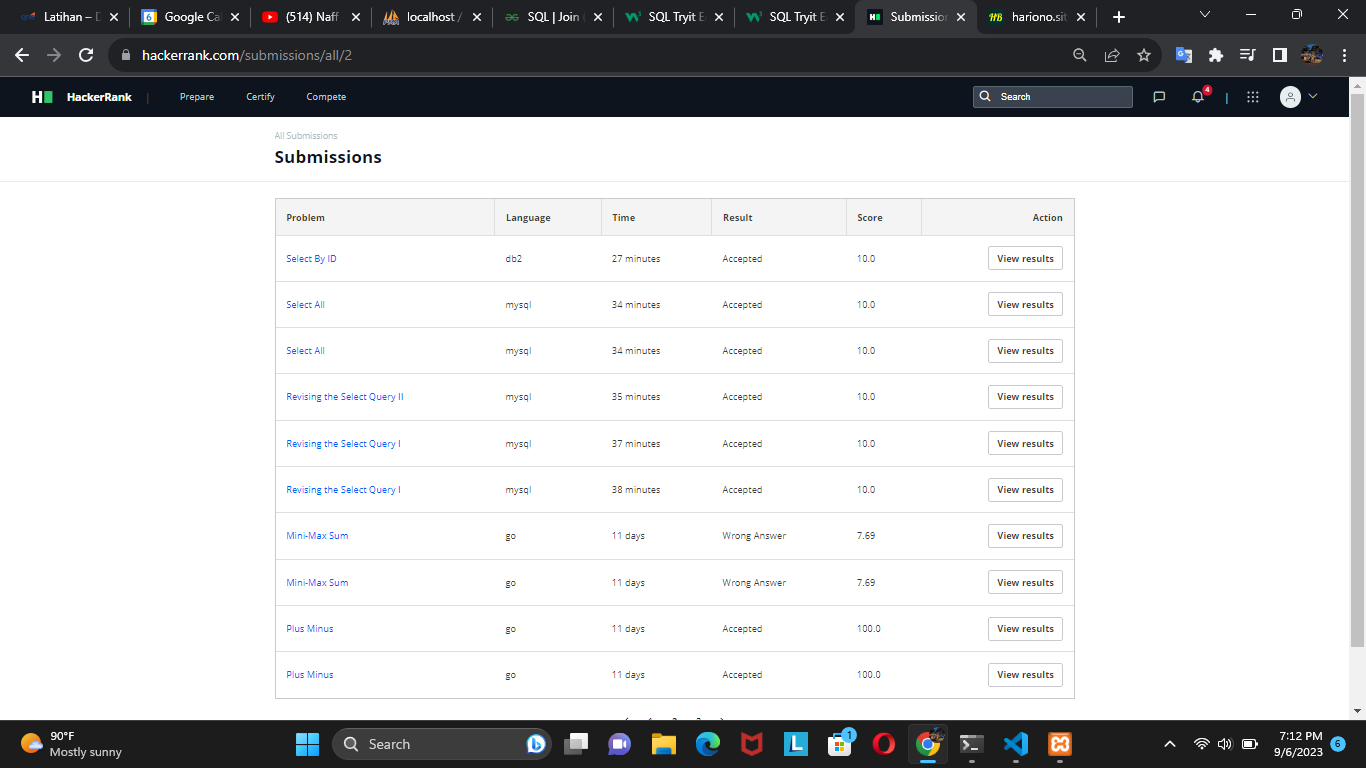 Latihan – D
6 Google Cal
(514) Naff
localhost /
SQL | Join (
SQL Tryit E
SQL Tryit E
Submission
HB hariono.sit
hackerrank.com/submissions/all/2
H HackerRank | Prepare Certify Compete Search 4
All Submissions
Submissions
Problem Language Time Result Score Action
Select By ID db2 27 minutes Accepted 10.0 View results
Select All mysql 34 minutes Accepted 10.0 View results
Select All mysql 34 minutes Accepted 10.0 View results
Revising the Select Query II mysql 35 minutes Accepted 10.0 View results
Revising the Select Query I mysql 37 minutes Accepted 10.0 View results
Revising the Select Query I mysql 38 minutes Accepted 10.0 View results
Mini-Max Sum go 11 days Wrong Answer 7.69 View results
Mini-Max Sum go 11 days Wrong Answer 7.69 View results
Plus Minus go 11 days Accepted 100.0 View results
Plus Minus go 11 days Accepted 100.0 View results
90°F
Mostly sunny
Search
L
1
7:12 PM
9/6/2023
6